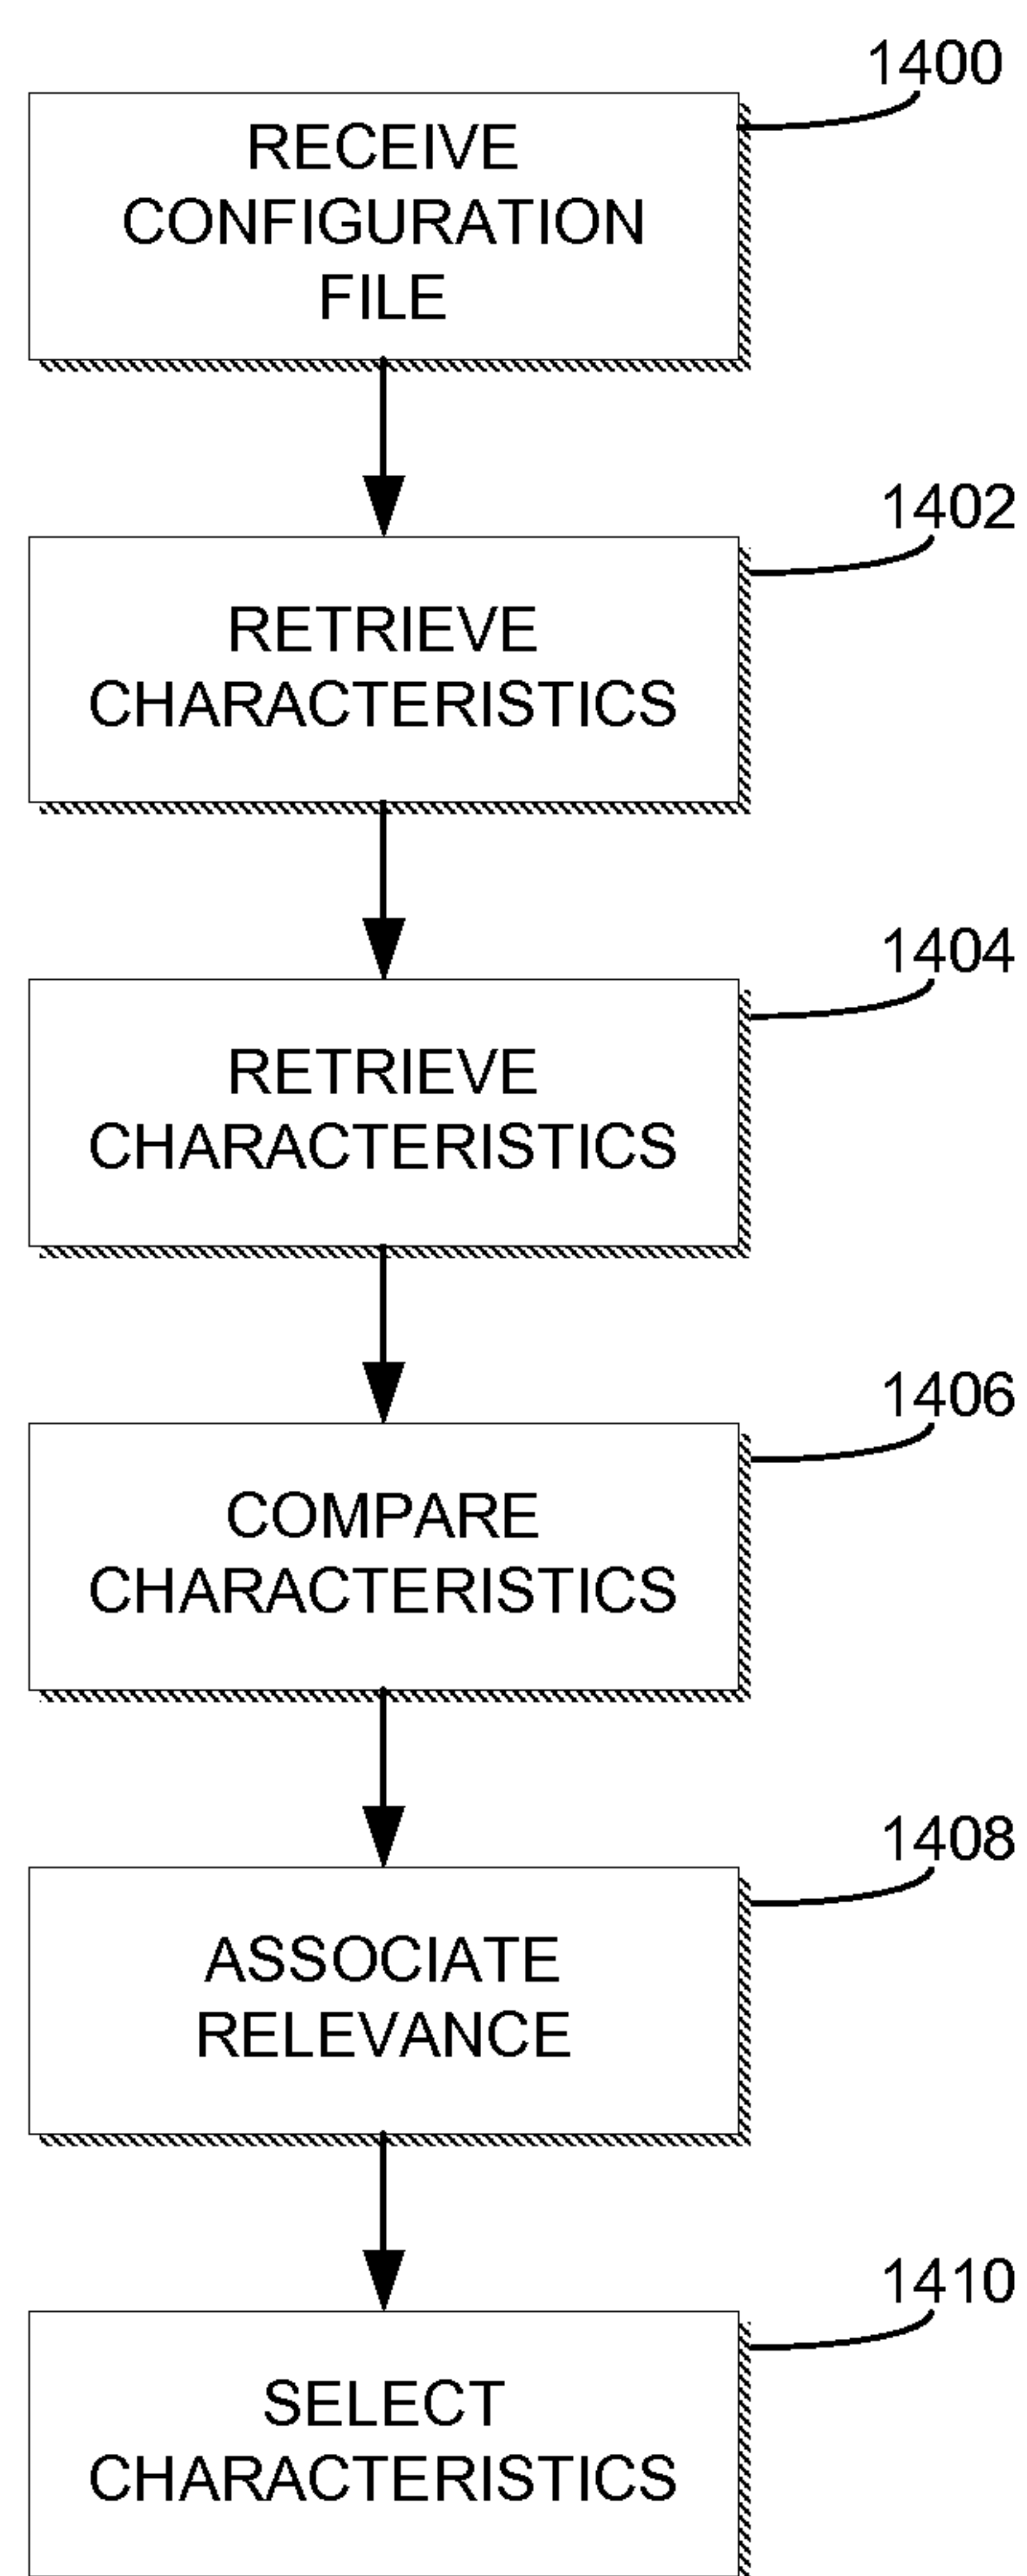 1400
RECEIVE
CONFIGURATION
FILE
1402
RETRIEVE
CHARACTERISTICS
1404
RETRIEVE
CHARACTERISTICS
1406
COMPARE
CHARACTERISTICS
1408
ASSOCIATE
RELEVANCE
1410
SELECT
CHARACTERISTICS